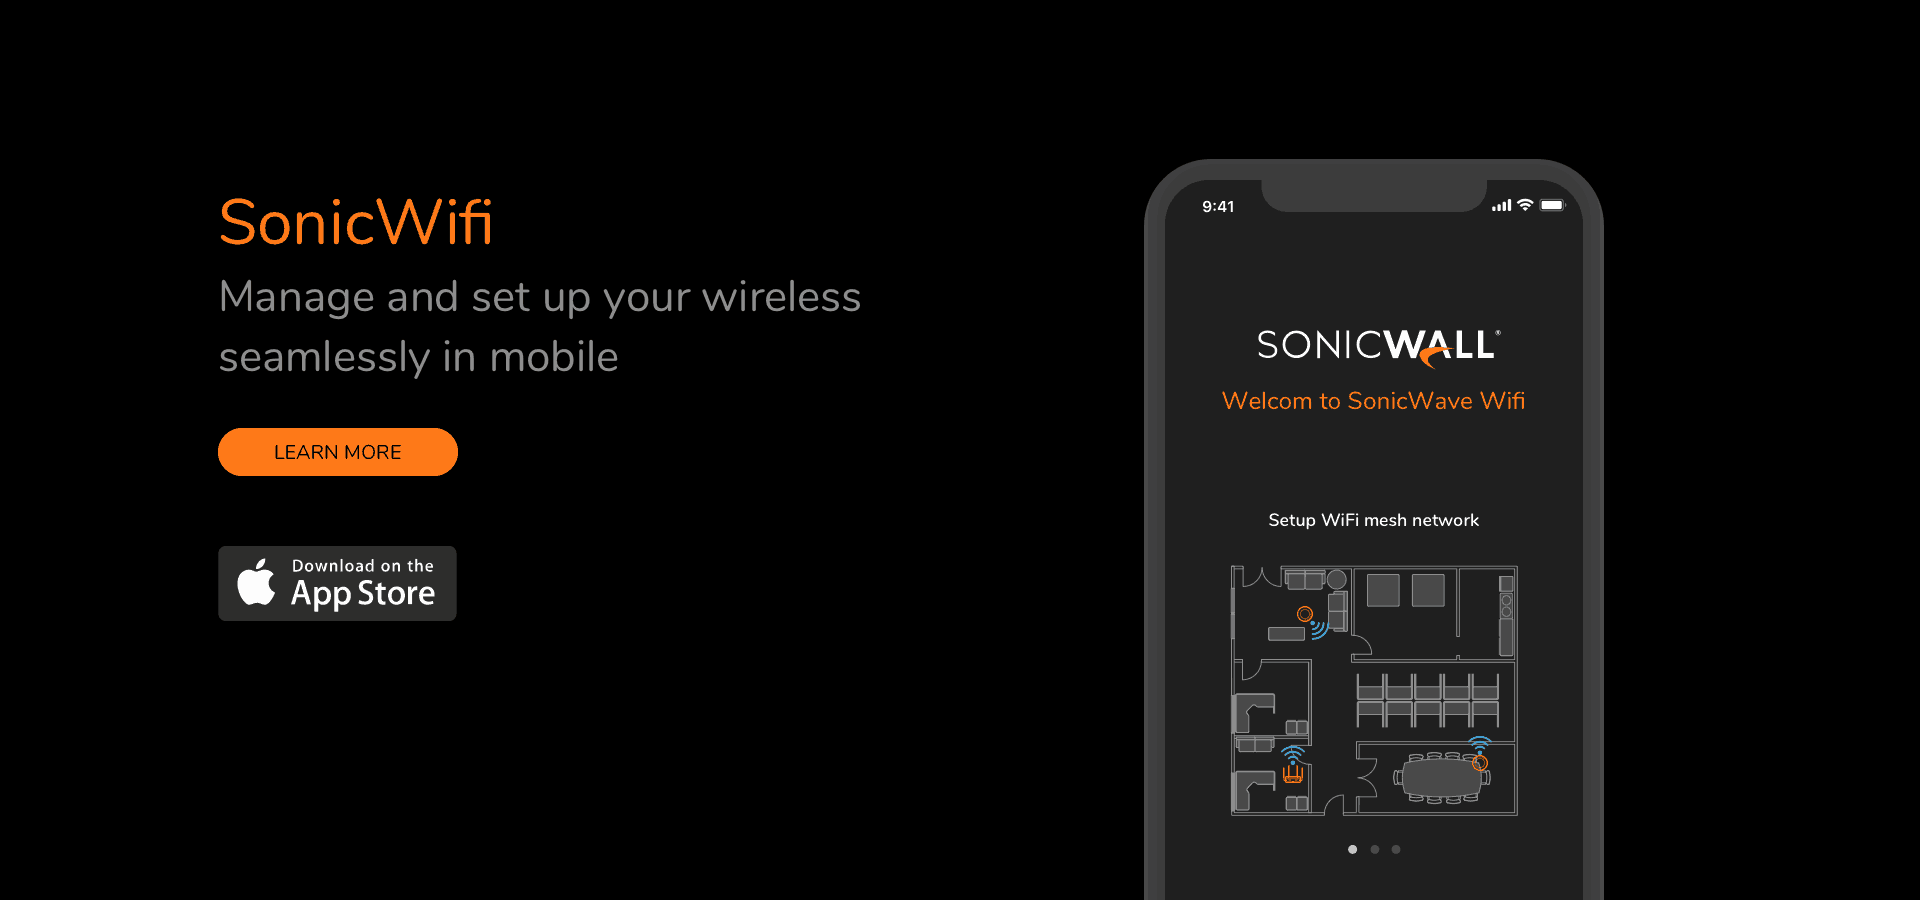 SonicWifi
Manage and set up your wireless
seamlessly in mobile
LEARN MORE
Download on the
App Store
9:41
SONICWALL®
Welcom to SonicWave Wifi
Setup WiFi mesh network